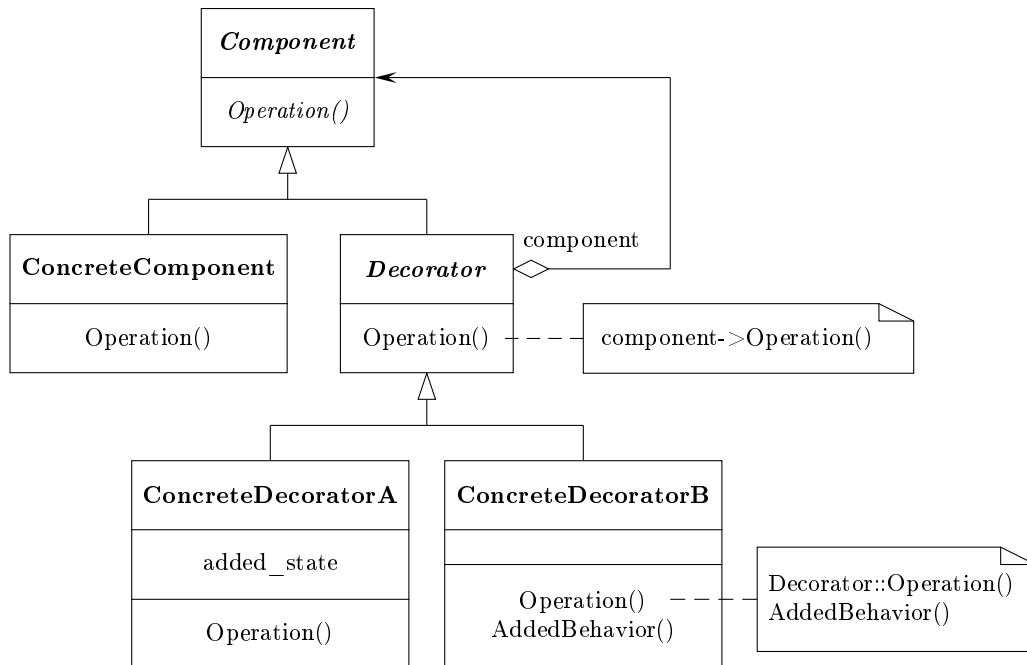 Component
Operation()
component
ConcreteComponent
Decorator
Operation()
Operation()
component->Operation()
ConcreteDecoratorA
ConcreteDecoratorB
added_state
Operation()
Operation()
AddedBehavior()
Decorator::Operation()
AddedBehavior()